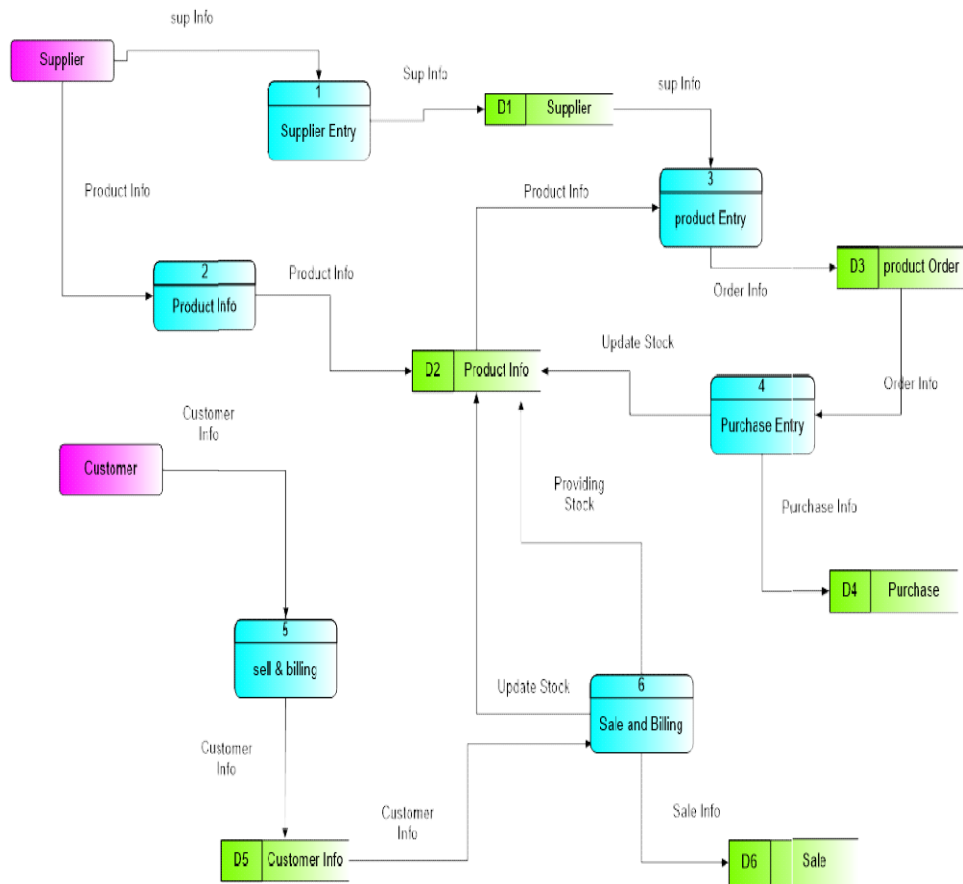 sup Info
Supplier
1
Supplier Entry
Sup Info
D1 Supplier
sup Info
3
product Entry
Product Info
Product Info
2
Product Info
Product Info
D3 product Order
Order Info
Update Stock
D2 Product Info
4
Purchase Entry
Order Info
Customer
Info
Customer
Providing
Stock
Purchase Info
D4 Purchase
5
sell & billing
Update Stock
6
Sale and Billing
Customer
Info
Customer
Info
Sale Info
D5 Customer Info
D6 Sale